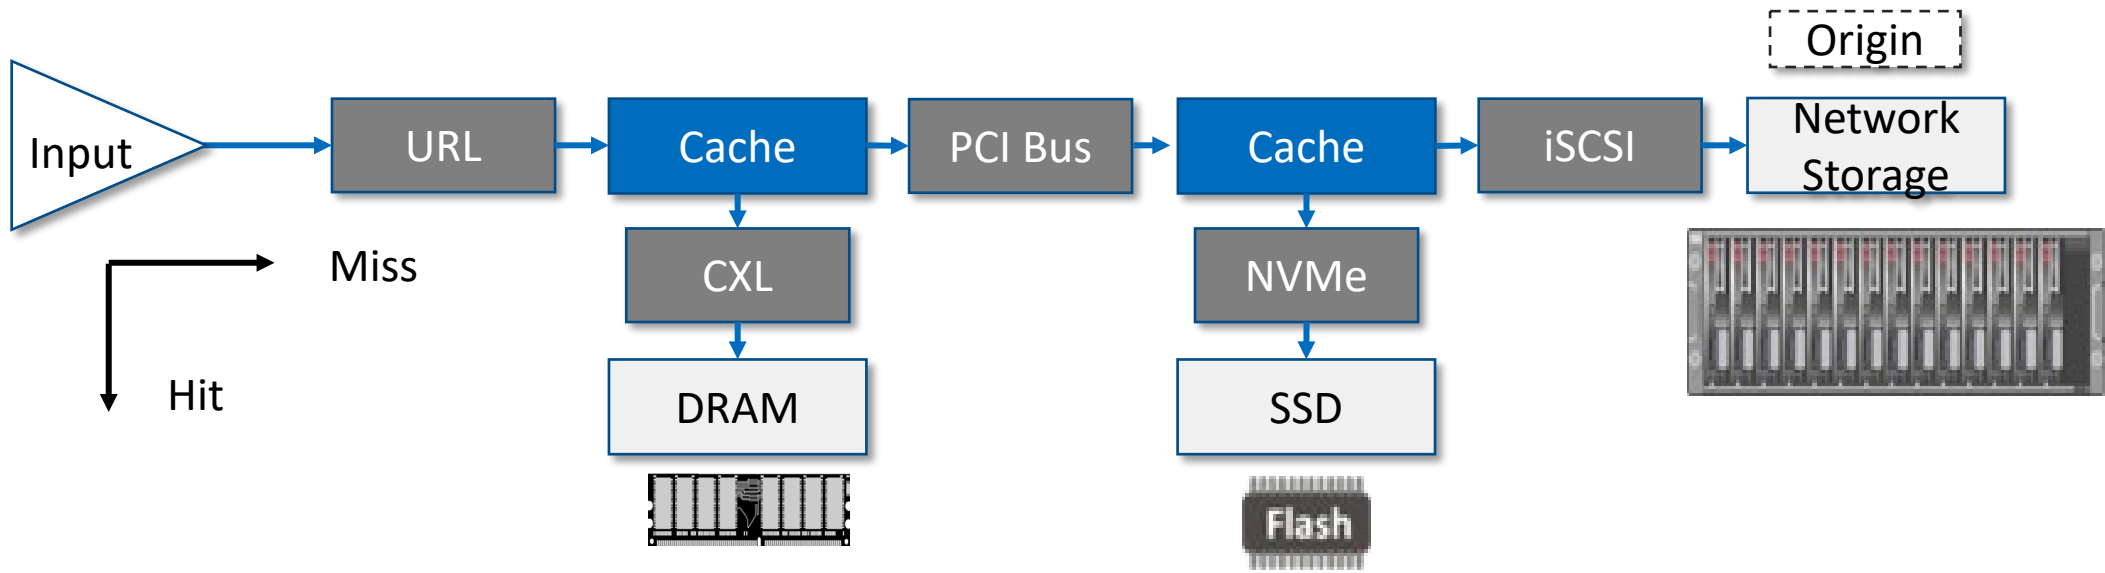 Origin
Input
URL
Cache
PCI Bus
Cache
iSCSI
Network
Storage
Miss
CXL
NVMe
Hit
DRAM
SSD
Flash